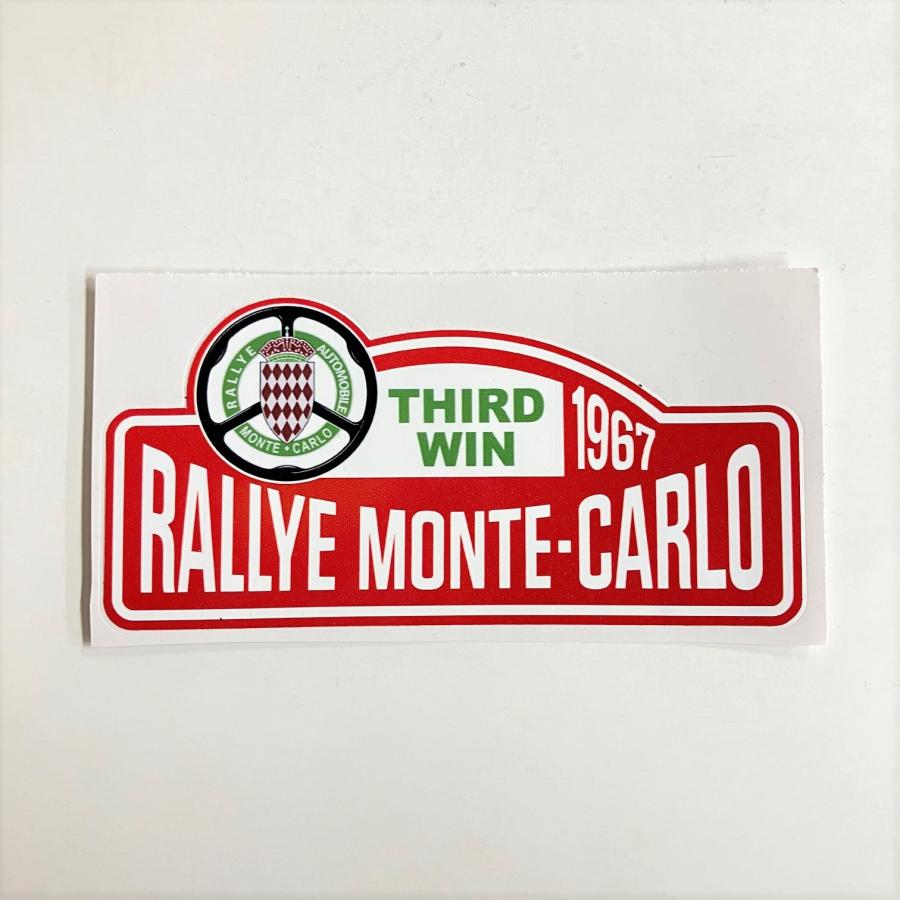 RALLYE AUTOMOBILE
MONTE • CARLO
THIRD
WIN
1967
RALLYE MONTE-CARLO